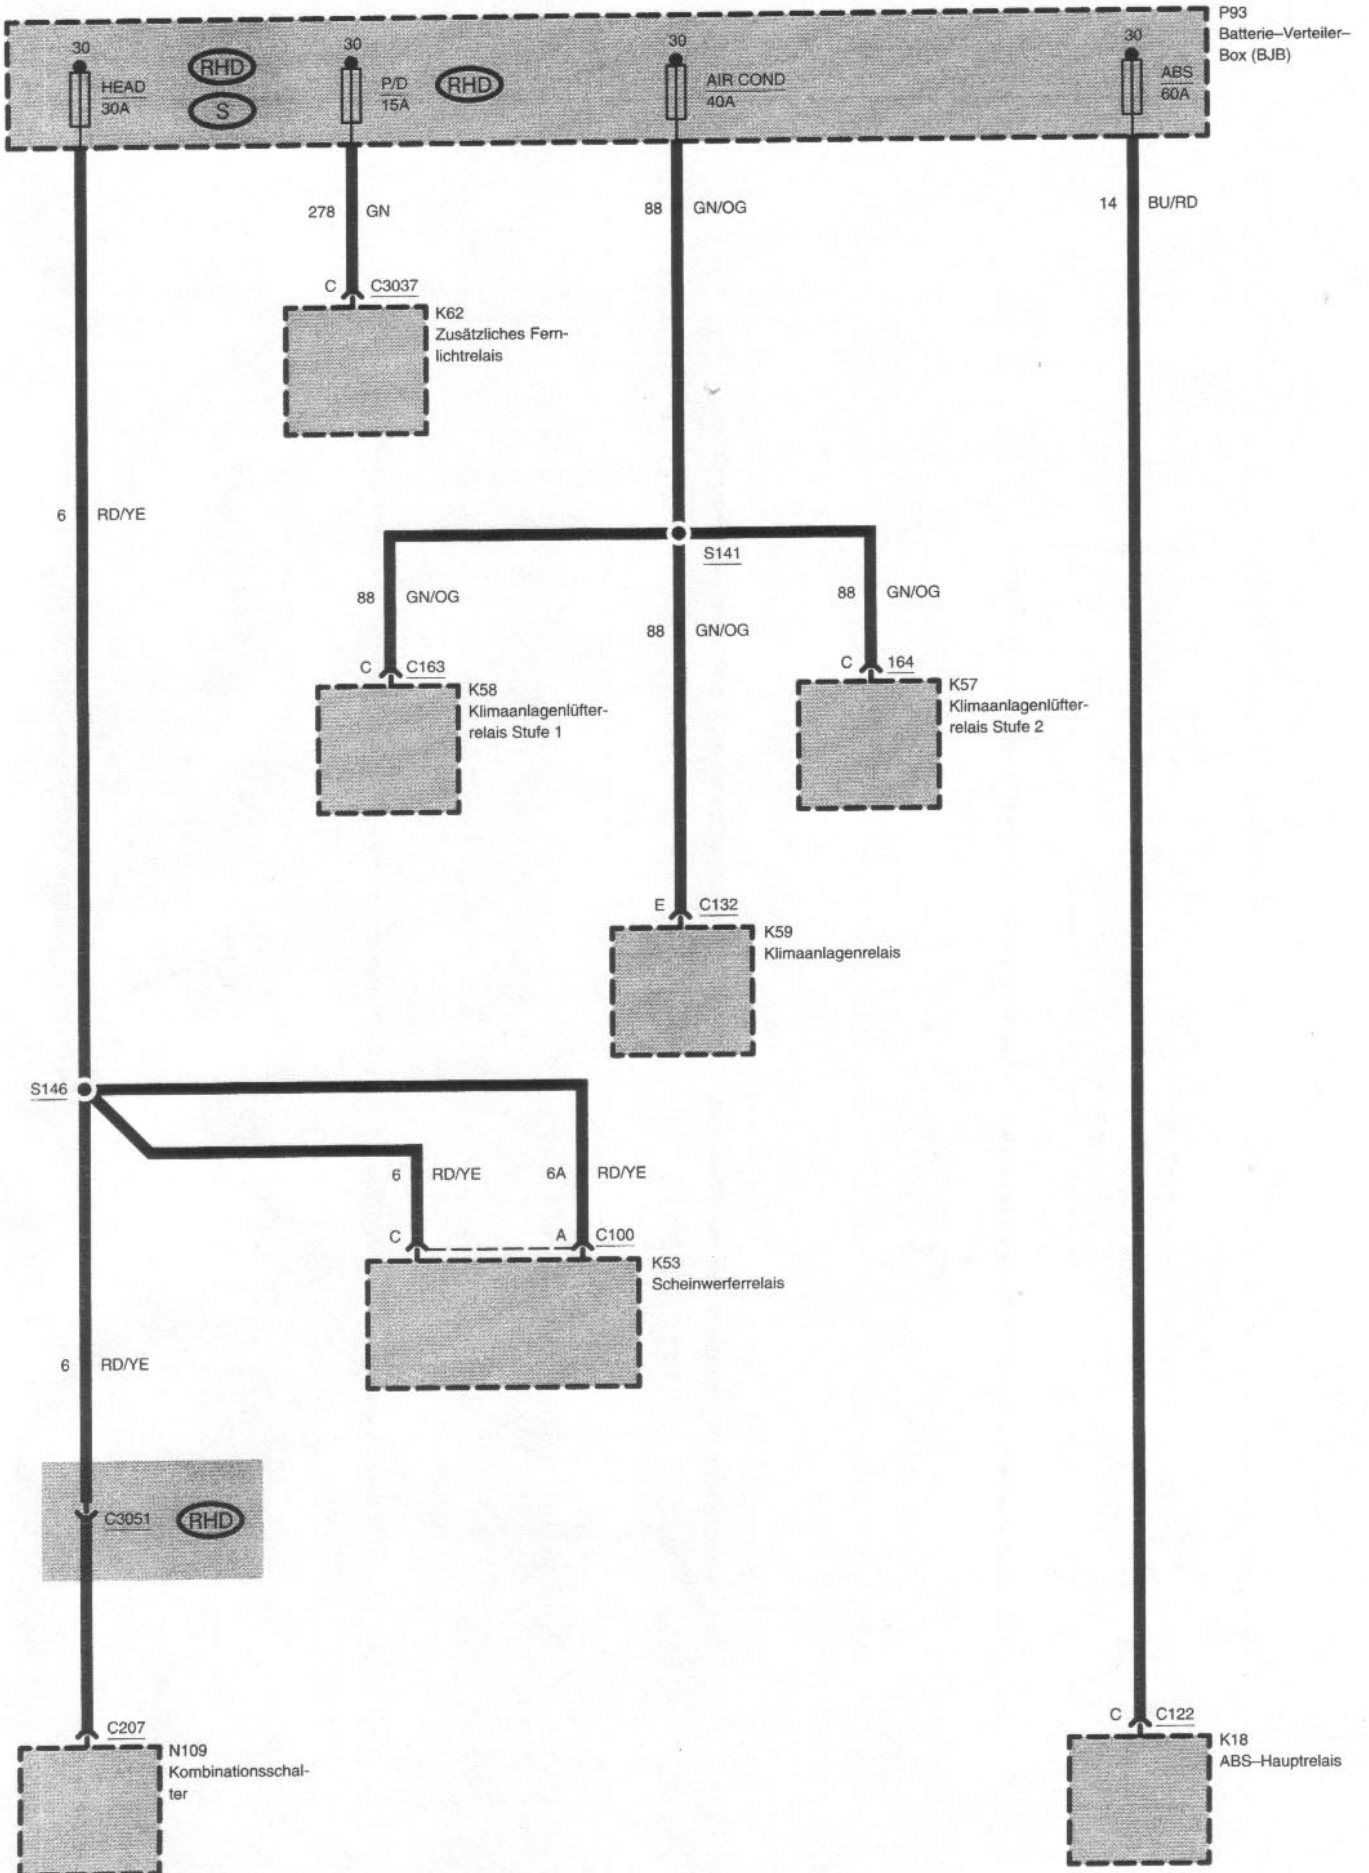 P93
Batterie–Verteiler–
Box (BJB)
30
HEAD
30A
RHD
S
30
P/D
15A
RHD
30
AIR COND
40A
30
ABS
60A
278 GN
88 GN/OG
14 BU/RD
C C3037
K62
Zusätzliches Fern-
lichtrelais
6 RD/YE
S141
88 GN/OG
88 GN/OG
88 GN/OG
C C163
K58
Klimaanlagenlüfter-
relais Stufe 1
C 164
K57
Klimaanlagenlüfter-
relais Stufe 2
E C132
K59
Klimaanlagenrelais
S146
6 RD/YE
6A RD/YE
C
A C100
K53
Scheinwerferrelais
6 RD/YE
C3051
RHD
C207
N109
Kombinationsschal-
ter
C C122
K18
ABS–Hauptrelais